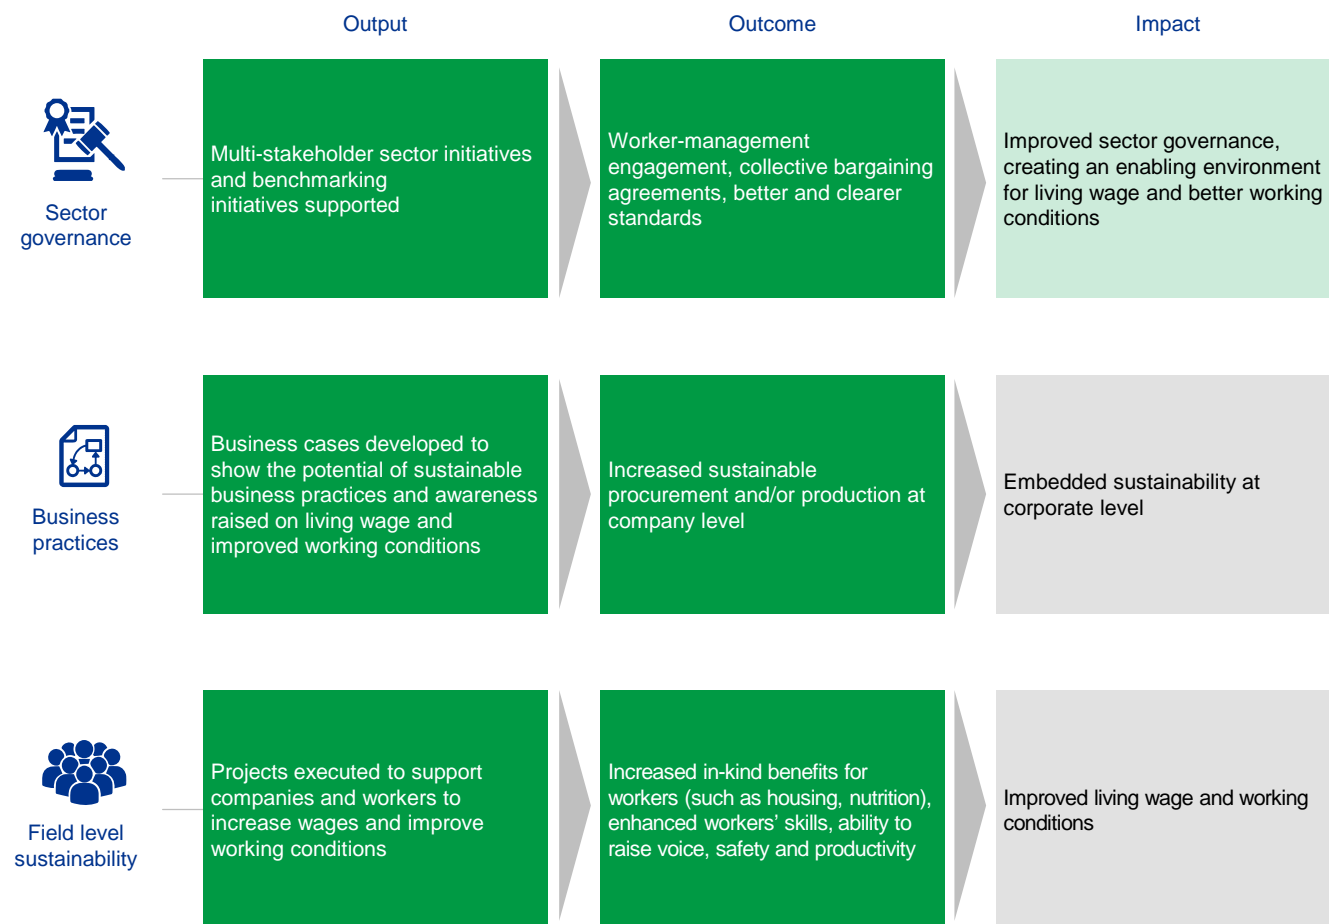 Output
Outcome
Impact
Sector
governance
Multi-stakeholder sector initiatives
and benchmarking
initiatives supported
Worker-management
engagement, collective bargaining
agreements, better and clearer
standards
Improved sector governance,
creating an enabling environment
for living wage and better working
conditions
Business
practices
Business cases developed to
show the potential of sustainable
business practices and awareness
raised on living wage and
improved working conditions
Increased sustainable
procurement and/or production at
company level
Embedded sustainability at
corporate level
Field level
sustainability
Projects executed to support
companies and workers to
increase wages and improve
working conditions
Increased in-kind benefits for
workers (such as housing, nutrition),
enhanced workers' skills, ability to
raise voice, safety and productivity
Improved living wage and working
conditions